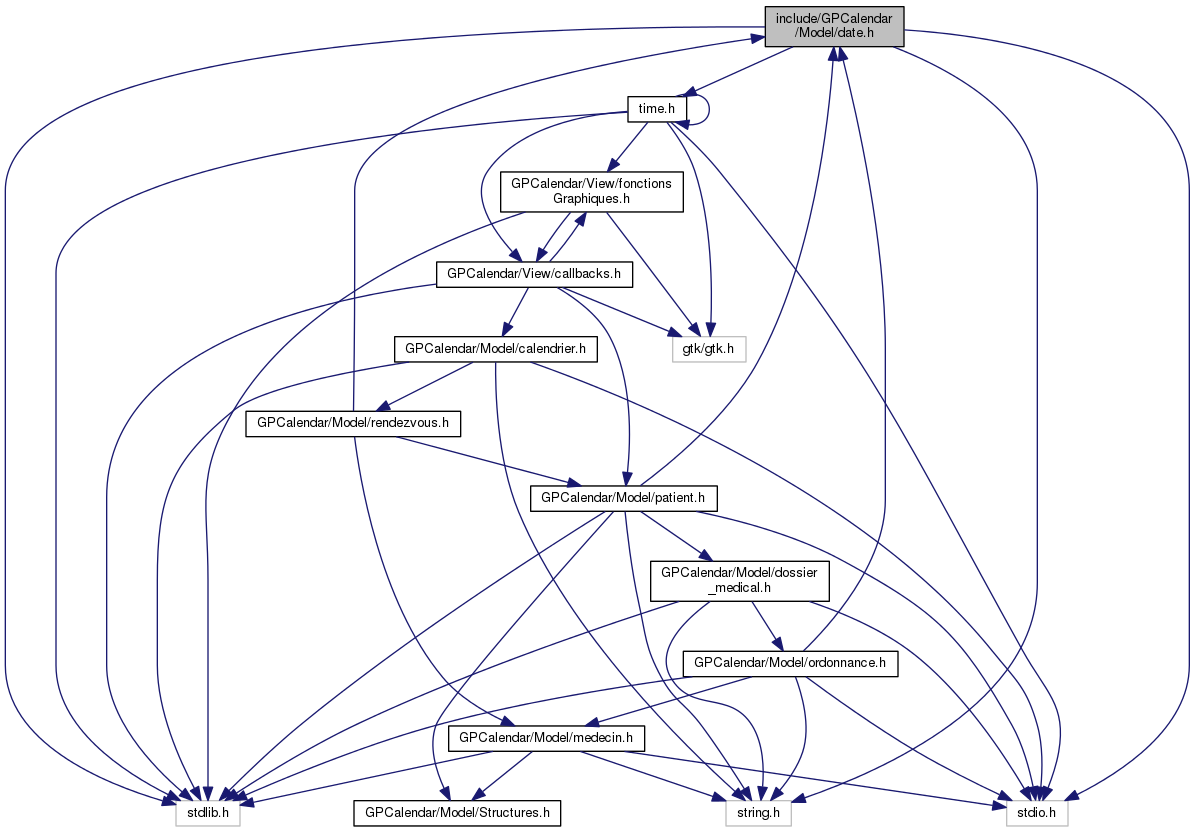 include/GPCalendar
/Model/date.h
time.h
GPCalendar/View/fonctions
Graphiques.h
GPCalendar/View/callbacks.h
GPCalendar/Model/calendrier.h
gtk/gtk.h
GPCalendar/Model/rendezvous.h
GPCalendar/Model/patient.h
GPCalendar/Model/dossier
_medical.h
GPCalendar/Model/ordonnance.h
GPCalendar/Model/medecin.h
stdlib.h
GPCalendar/Model/Structures.h
string.h
stdio.h